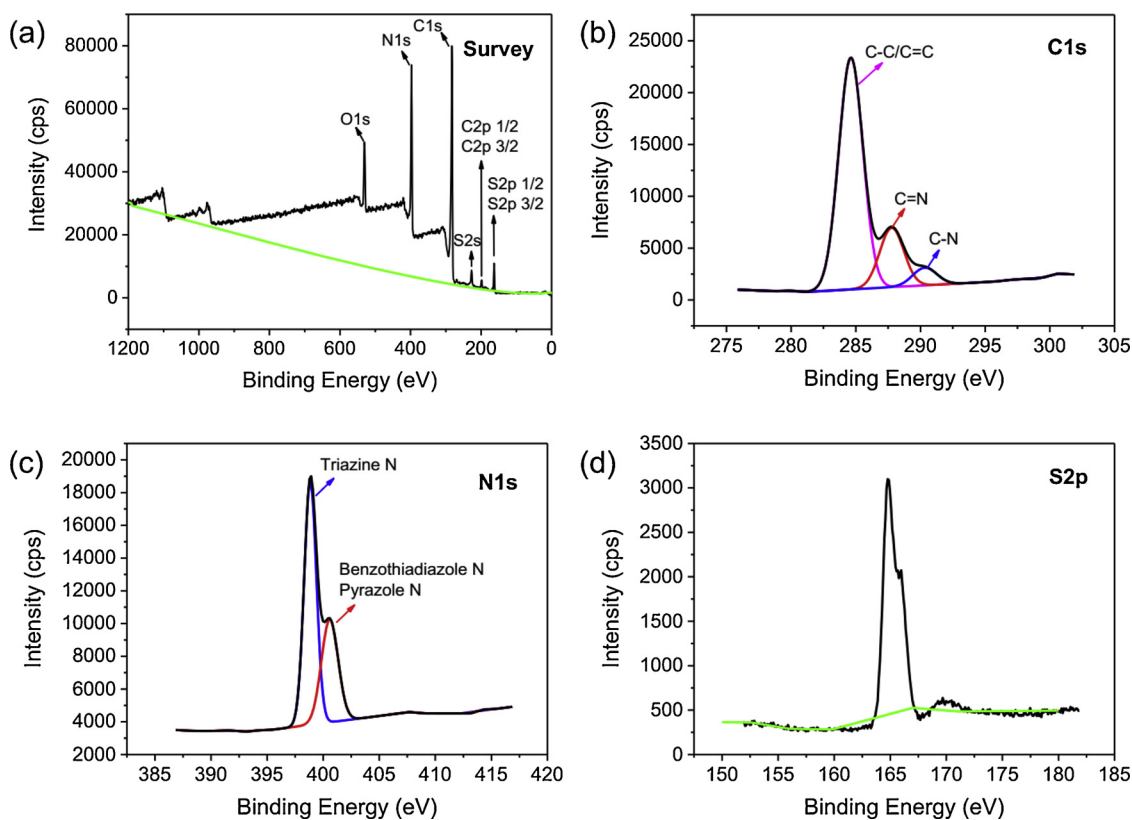 (a)
Survey
C1s
N1s
O1s
C2p 1/2
C2p 3/2
S2p 1/2
S2p 3/2
S2s
80000
60000
40000
20000
0
1200 1000 800 600 400 200 0
Intensity (cps)
Binding Energy (eV)
(b)
C1s
C-C/C=C
C=N
C-N
25000
20000
15000
10000
5000
0
275 280 285 290 295 300 305
Intensity (cps)
Binding Energy (eV)
(c)
N1s
Triazine N
Benzothiadiazole N
Pyrazole N
20000
18000
16000
14000
12000
10000
8000
6000
4000
2000
385 390 395 400 405 410 415 420
Intensity (cps)
Binding Energy (eV)
(d)
S2p
3500
3000
2500
2000
1500
1000
500
0
150 155 160 165 170 175 180 185
Intensity (cps)
Binding Energy (eV)